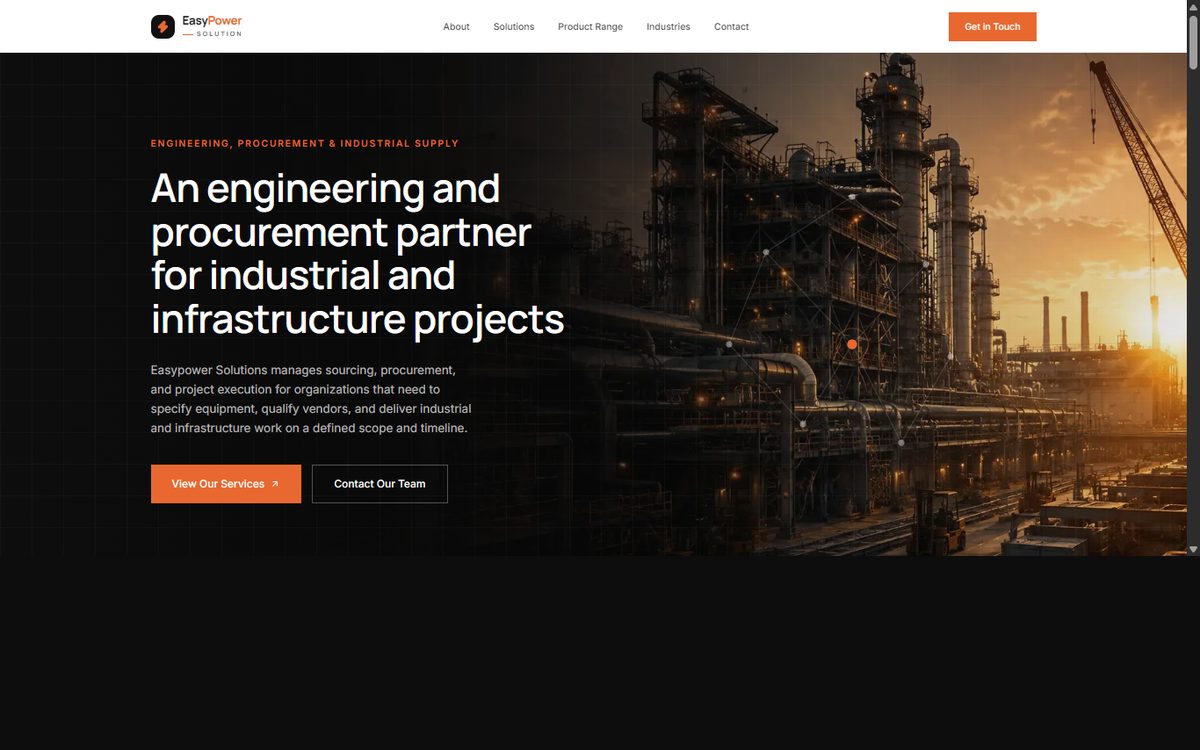 EasyPower
SOLUTION
About
Solutions
Product Range
Industries
Contact
Get in Touch
ENGINEERING, PROCUREMENT & INDUSTRIAL SUPPLY
An engineering and
procurement partner
for industrial and
infrastructure projects
Easypower Solutions manages sourcing, procurement,
and project execution for organizations that need to
specify equipment, qualify vendors, and deliver industrial
and infrastructure work on a defined scope and timeline.
View Our Services
Contact Our Team